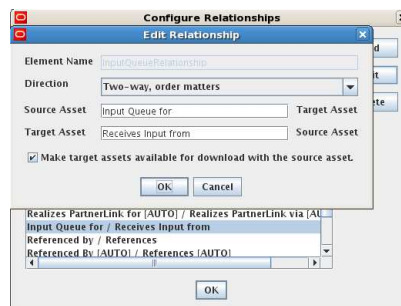 Configure Relationships
Edit Relationship
Element Name InputQueueRelationship
Direction Two-way, order matters
Source Asset Input Queue for Target Asset
Target Asset Receives Input from Source Asset
Make target assets available for download with the source asset.
OK Cancel
Realizes PartnerLink for [AUTO] / Realizes PartnerLink via [AU
Input Queue for / Receives Input from
Referenced by / References
Referenced By [AUTO] / References [AUTO]
OK